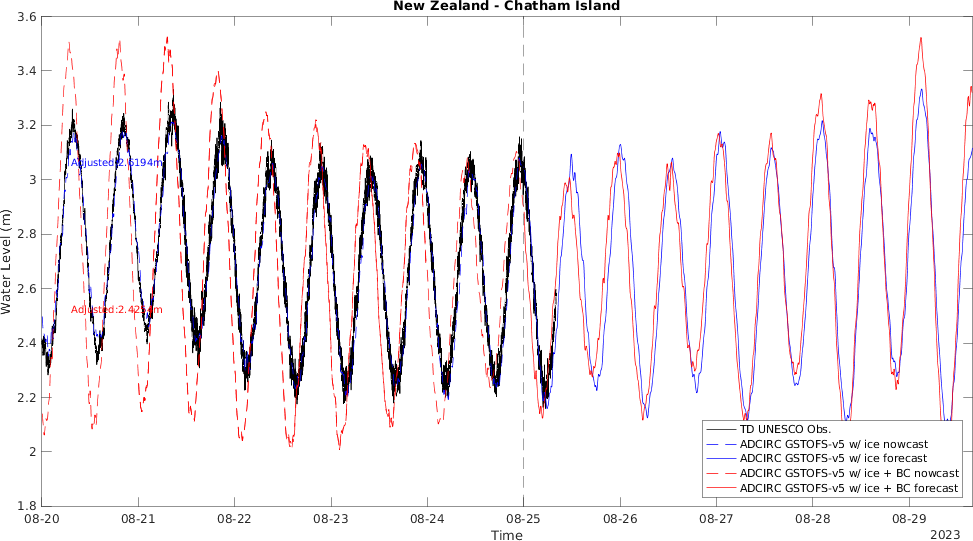 New Zealand - Chatham Island
Water Level (m)
3.6
3.4
3.2
3
2.8
2.6
2.4
2.2
2
1.8
Adjusted:2.6194m
Adjusted:2.4254m
TD UNESCO Obs.
ADCIRC GSTOFS-v5 w/ ice nowcast
ADCIRC GSTOFS-v5 w/ ice forecast
ADCIRC GSTOFS-v5 w/ ice + BC nowcast
ADCIRC GSTOFS-v5 w/ ice + BC forecast
08-20 08-21 08-22 08-23 08-24 08-25 08-26 08-27 08-28 08-29
Time
2023